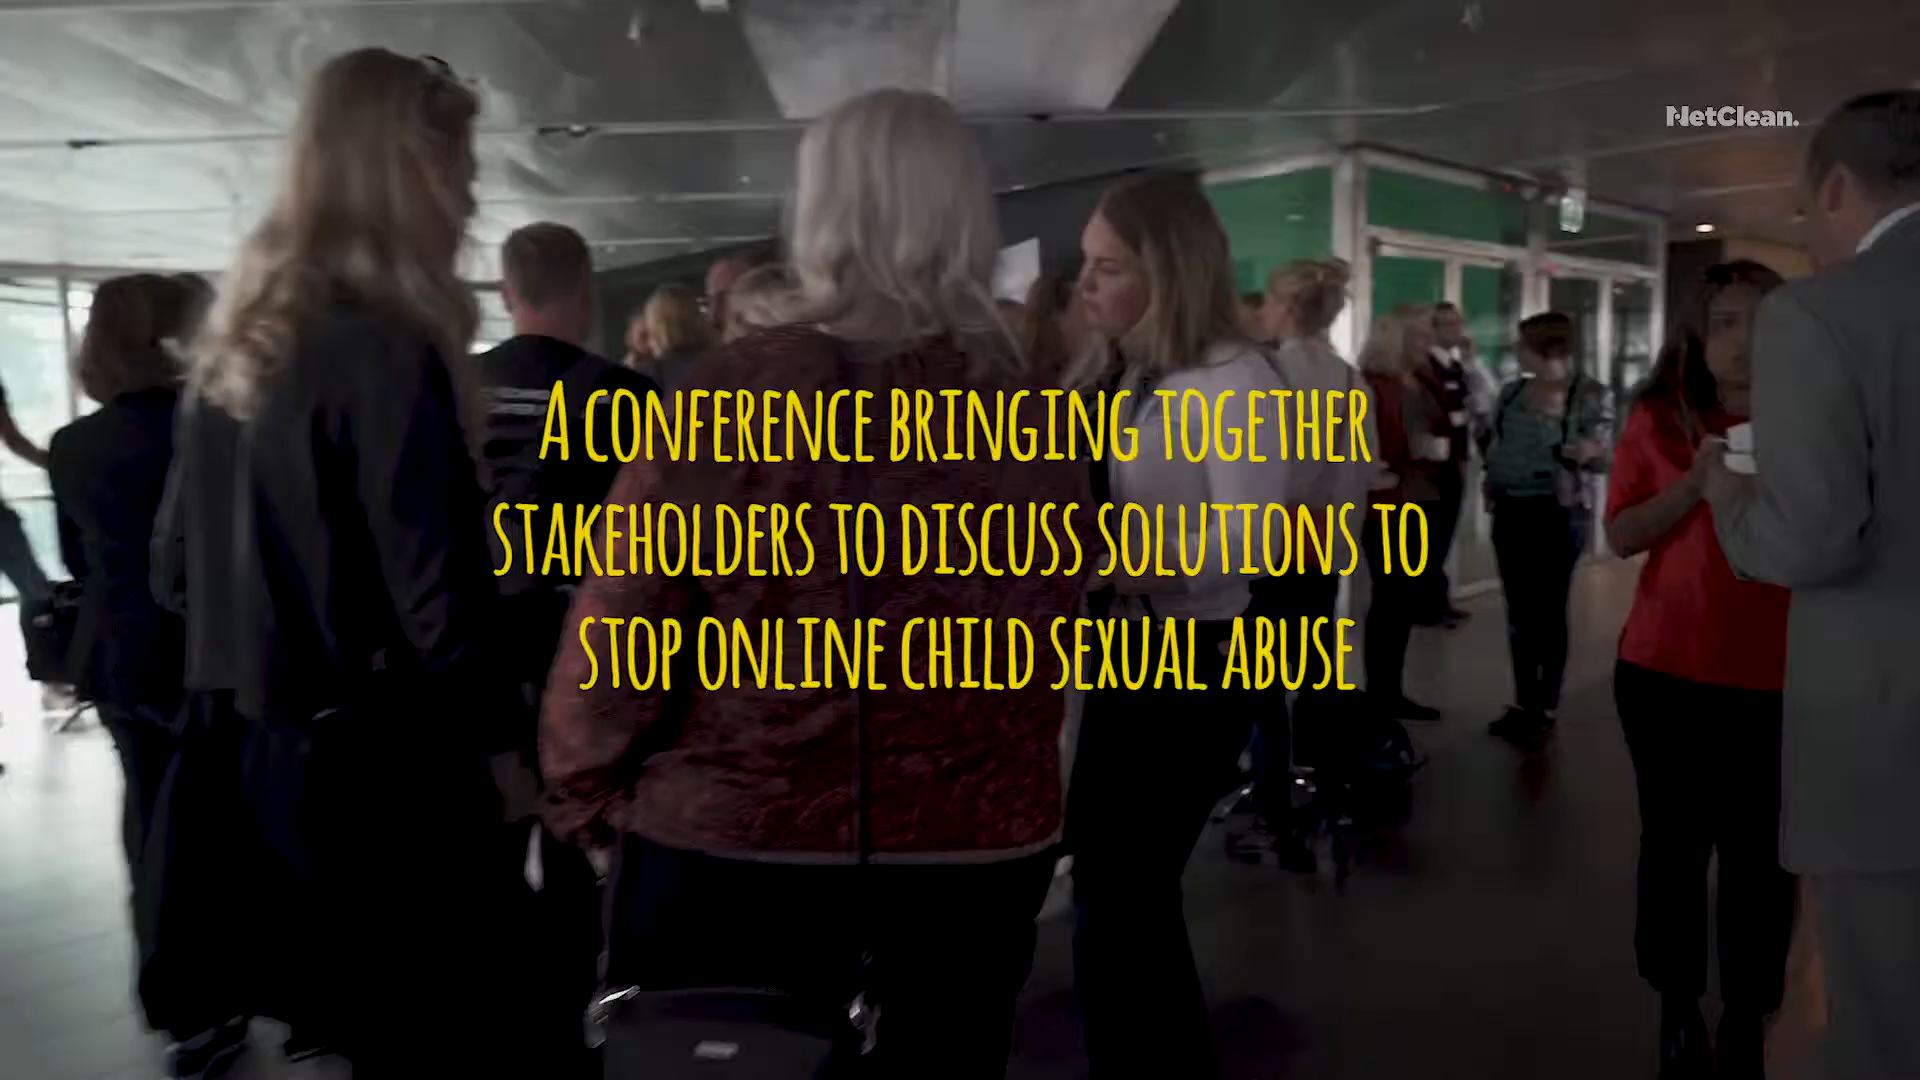 NetClean.
A CONFERENCE BRINGING TOGETHER
STAKEHOLDERS TO DISCUSS SOLUTIONS TO
STOP ONLINE CHILD SEXUAL ABUSE